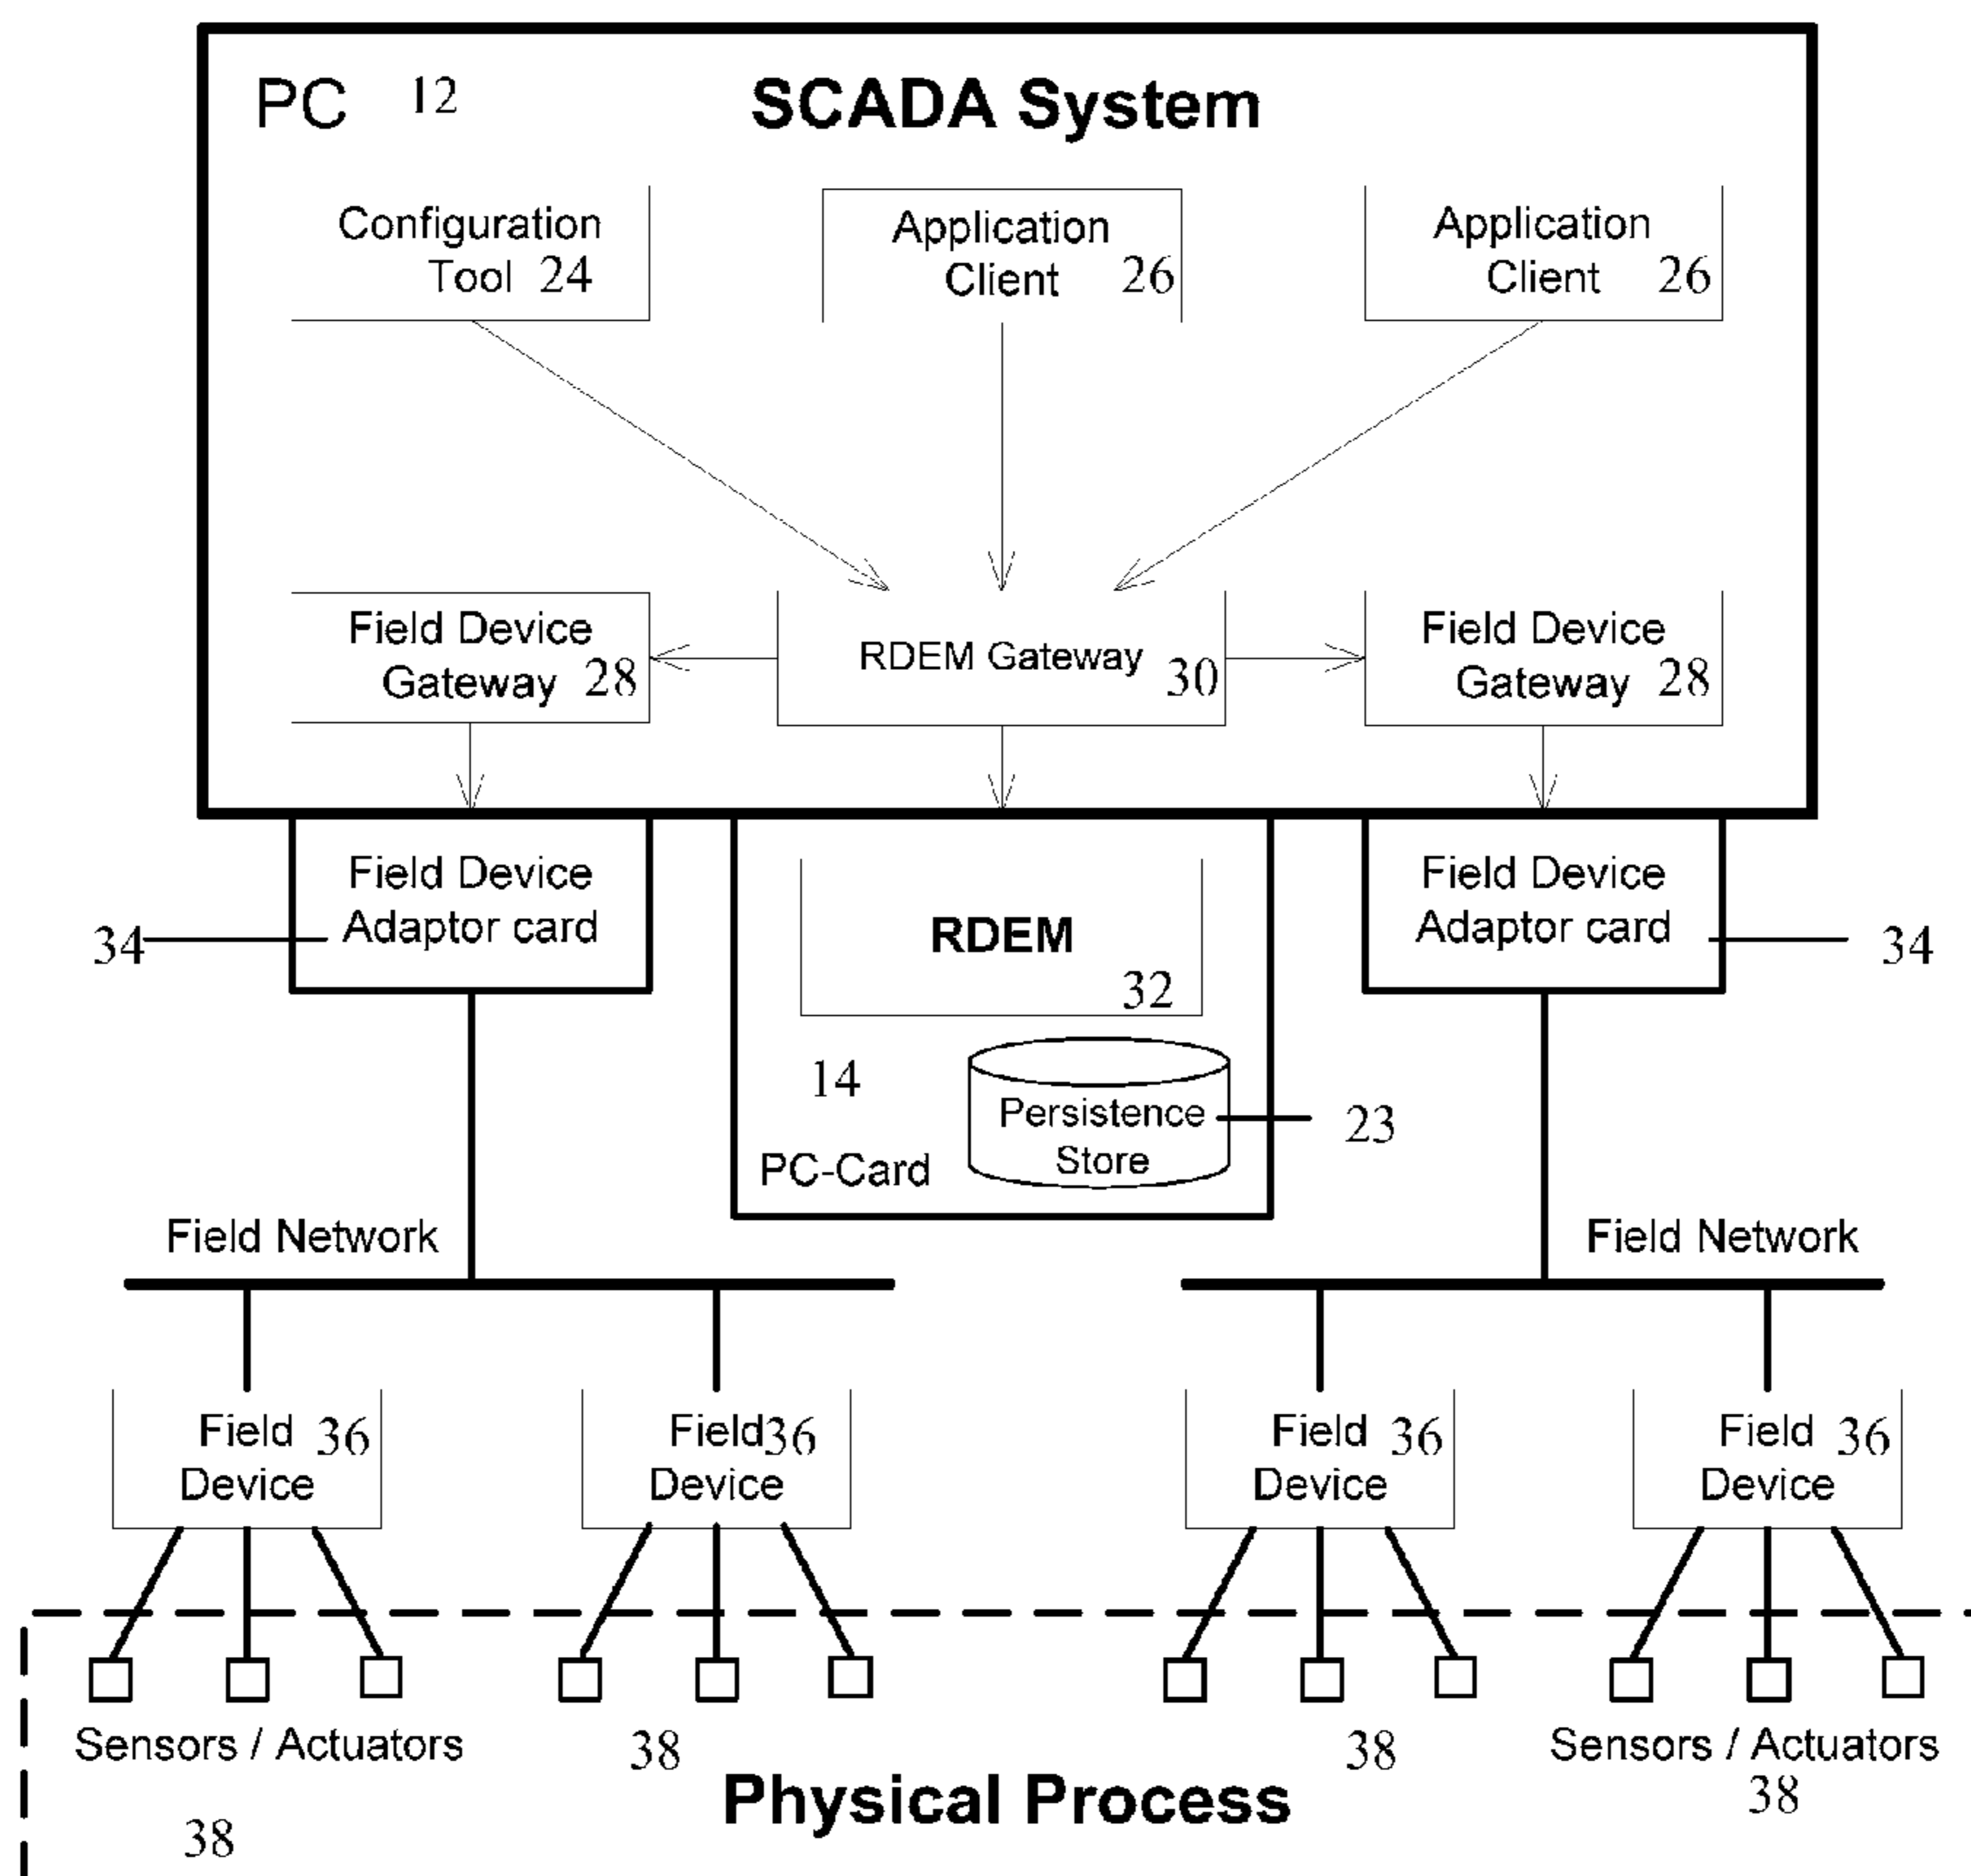 PC 12 SCADA System
Configuration
Tool 24
Application
Client 26
Application
Client 26
Field Device
Gateway 28
RDEM Gateway 30
Field Device
Gateway 28
Field Device
Adaptor card
34
RDEM
32
Field Device
Adaptor card
34
14
Persistence
Store
23
PC-Card
Field Network
Field Network
Field 36
Device
Field 36
Device
Field 36
Device
Field 36
Device
Sensors / Actuators
38
38
38
Sensors / Actuators
38
Physical Process